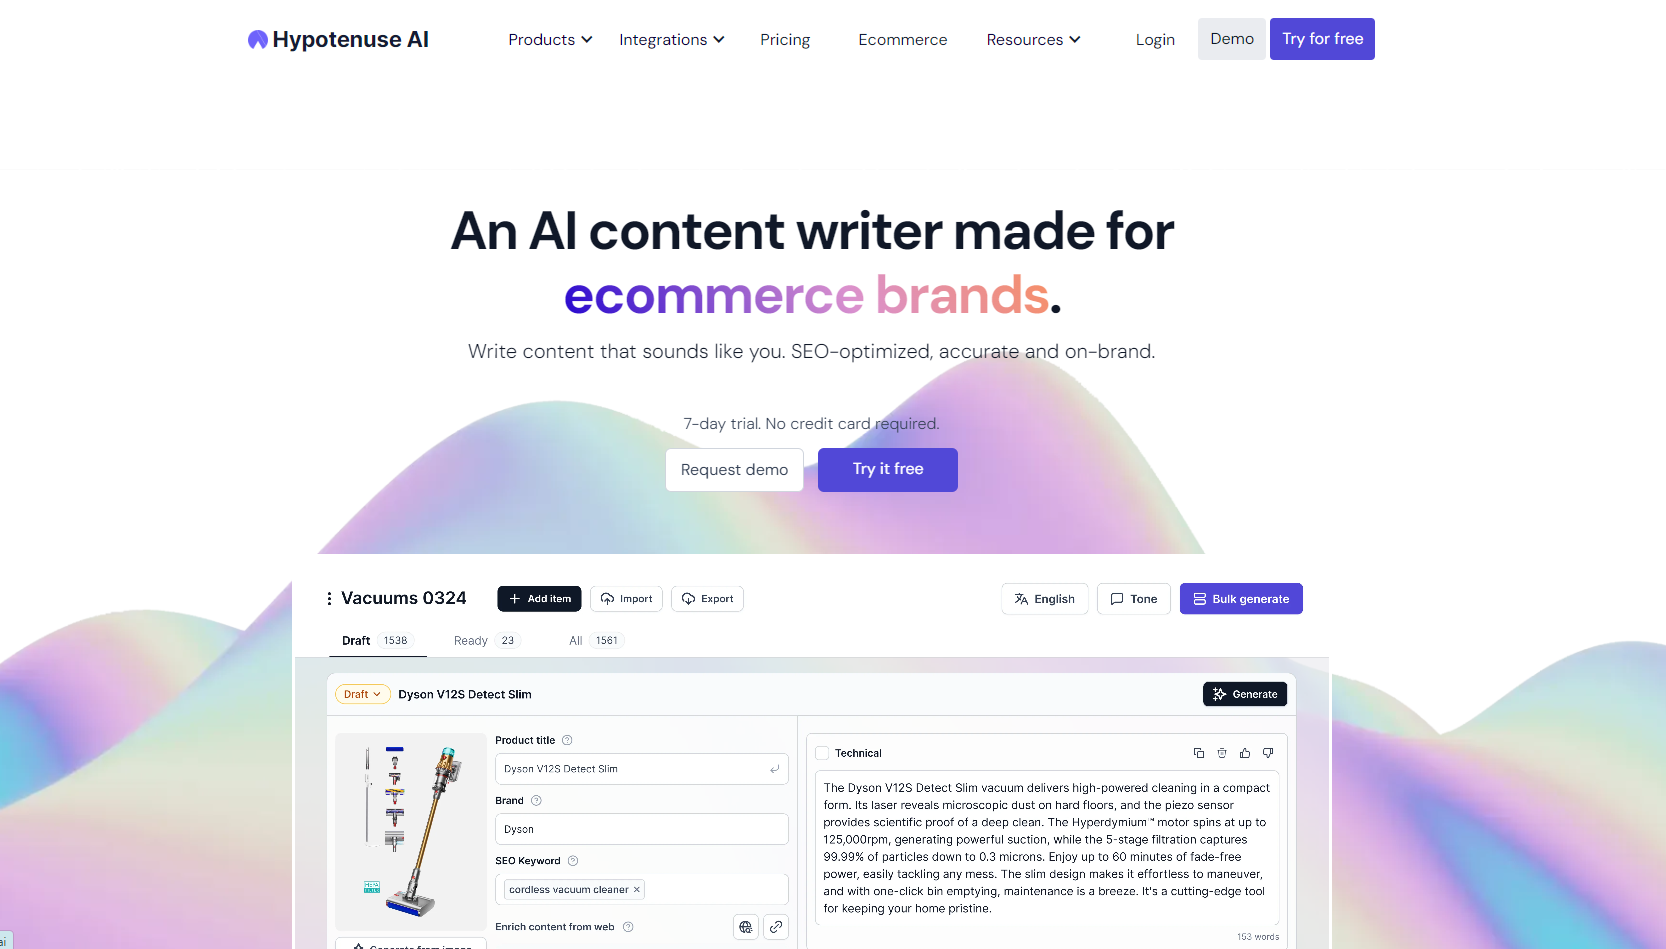 Hypotenuse AI
Products Integrations Pricing Ecommerce Resources Login Demo Try for free
An AI content writer made for
ecommerce brands.
Write content that sounds like you. SEO-optimized, accurate and on-brand.
7-day trial. No credit card required.
Request demo Try it free
Vacuums 0324 Add item Import Export English Tone Bulk generate
Draft 1538 Ready 23 All 1561
Draft Dyson V12S Detect Slim Generate
Product title
Dyson V12S Detect Slim
Brand
Dyson
SEO Keyword
cordless vacuum cleaner ×
Enrich content from web
Generate from image
Technical
The Dyson V12S Detect Slim vacuum delivers high-powered cleaning in a compact
form. Its laser reveals microscopic dust on hard floors, and the piezo sensor
provides scientific proof of a deep clean. The Hyperdymium™ motor spins at up to
125,000rpm, generating powerful suction, while the 5-stage filtration captures
99.99% of particles down to 0.3 microns. Enjoy up to 60 minutes of fade-free
power, easily tackling any mess. The slim design makes it effortless to maneuver,
and with one-click bin emptying, maintenance is a breeze. It's a cutting-edge tool
for keeping your home pristine.
153 words
ai